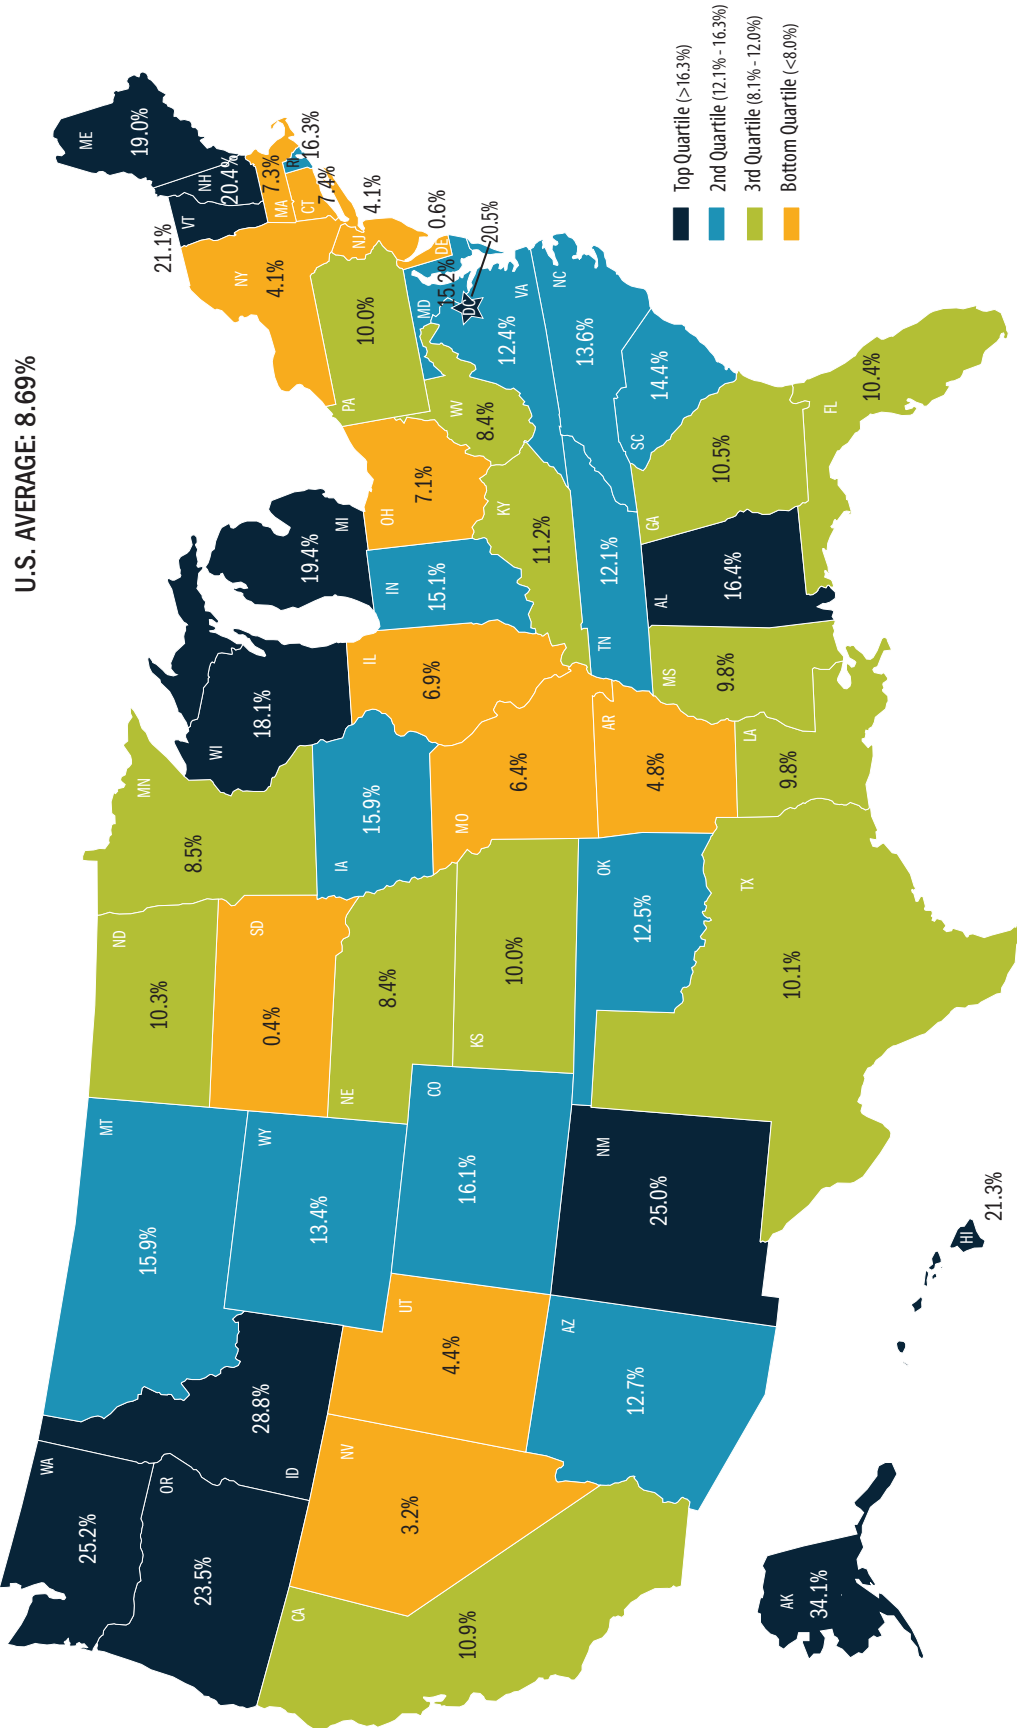 U.S. AVERAGE: 8.69%
WA
25.2%
OR
23.5%
CA
10.9%
ID
28.8%
NV
3.2%
MT
15.9%
WY
13.4%
UT
4.4%
AZ
12.7%
CO
16.1%
NM
25.0%
ND
10.3%
SD
0.4%
NE
8.4%
KS
10.0%
OK
12.5%
TX
10.1%
MN
8.5%
IA
15.9%
MO
6.4%
AR
4.8%
LA
9.8%
WI
18.1%
IL
6.9%
MS
9.8%
MI
19.4%
IN
15.1%
OH
7.1%
KY
11.2%
TN
12.1%
AL
16.4%
GA
10.5%
FL
10.4%
SC
14.4%
NC
13.6%
VA
12.4%
WV
8.4%
PA
10.0%
NY
4.1%
VT
21.1%
NH
20.4%
ME
19.0%
MA
7.3%
RI
16.3%
CT
7.4%
NJ
4.1%
DE
0.6%
MD
15.2%
DC
20.5%
AK
34.1%
HI
21.3%
Top Quartile (>16.3%)
2nd Quartile (12.1% - 16.3%)
3rd Quartile (8.1% - 12.0%)
Bottom Quartile (<8.0%)